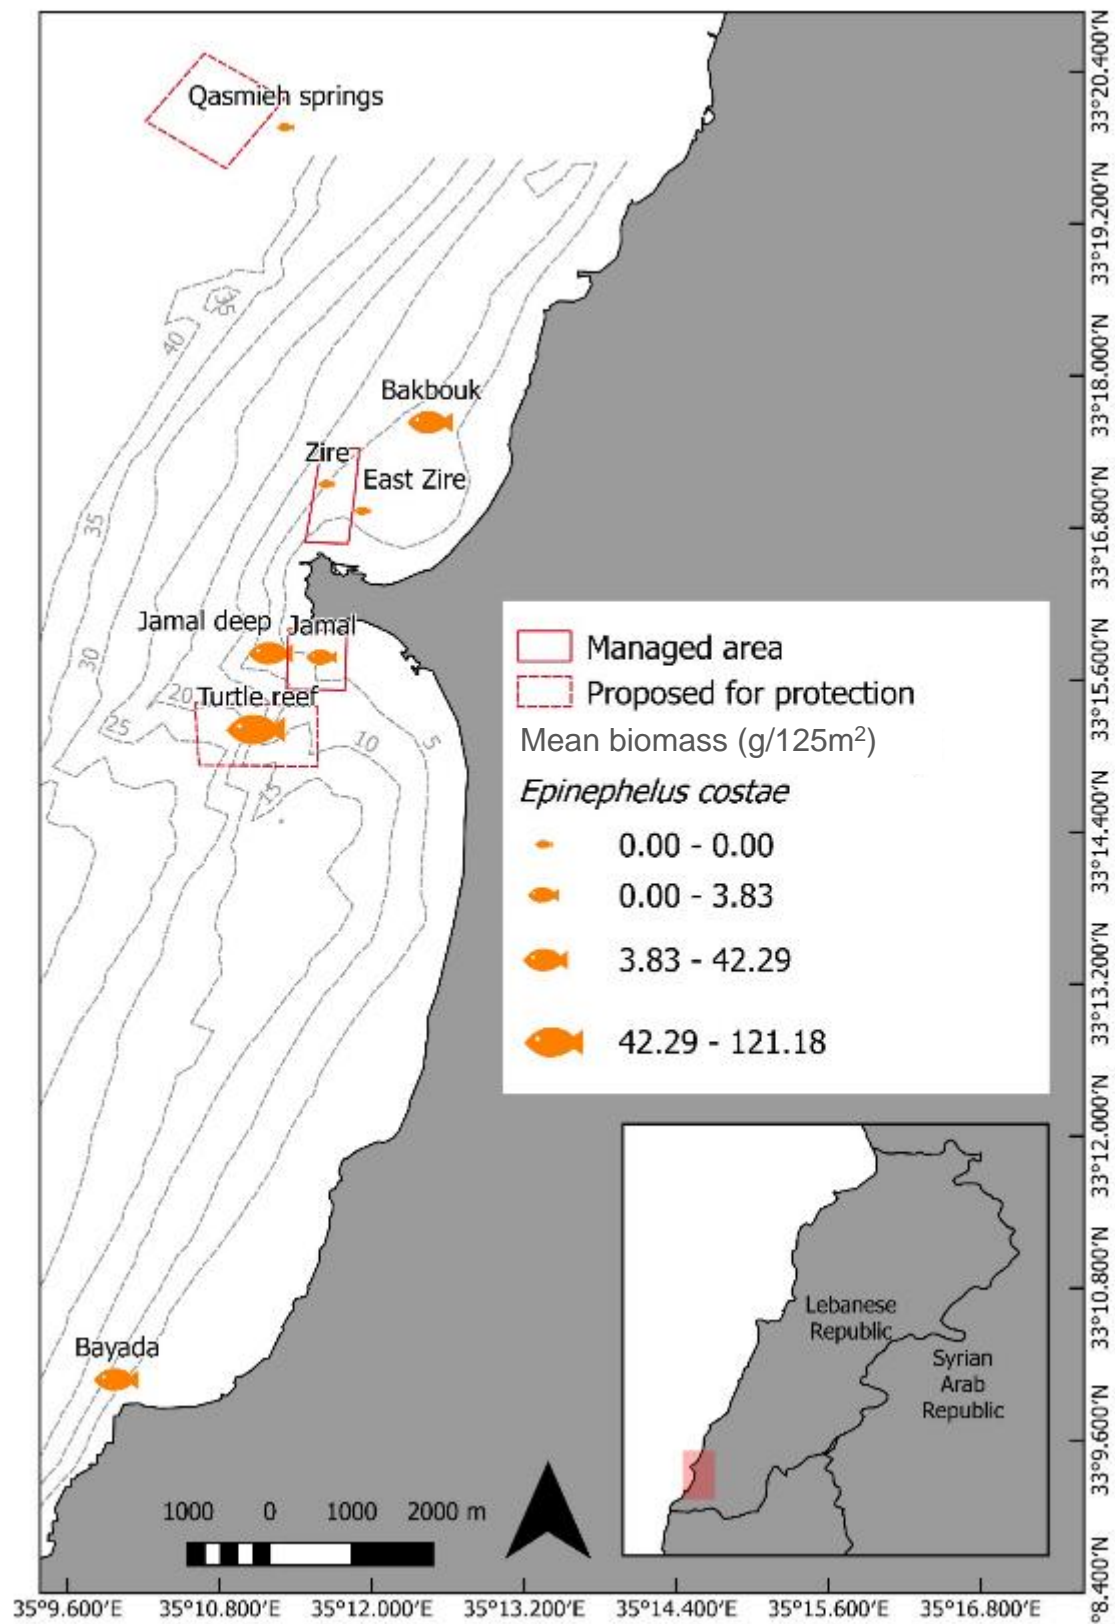 Qasmieh springs
33°20.400'N
33°19.200'N
35
40
33°18.000'N
Bakbouk
Zire
East Zire
35
33°16.800'N
Jamal deep
Jamal
30
20
Turtle reef
25
10
5
15
33°15.600'N
Managed area
Proposed for protection
Mean biomass (g/125m²)
Epinephelus costae
0.00 - 0.00
0.00 - 3.83
3.83 - 42.29
42.29 - 121.18
33°14.400'N
33°13.200'N
33°12.000'N
33°10.800'N
Lebanese
Republic
Syrian
Arab
Republic
Bayada
33°9.600'N
1000 0 1000 2000 m
8.400'N
35°9.600'E 35°10.800'E 35°12.000'E 35°13.200'E 35°14.400'E 35°15.600'E 35°16.800'E